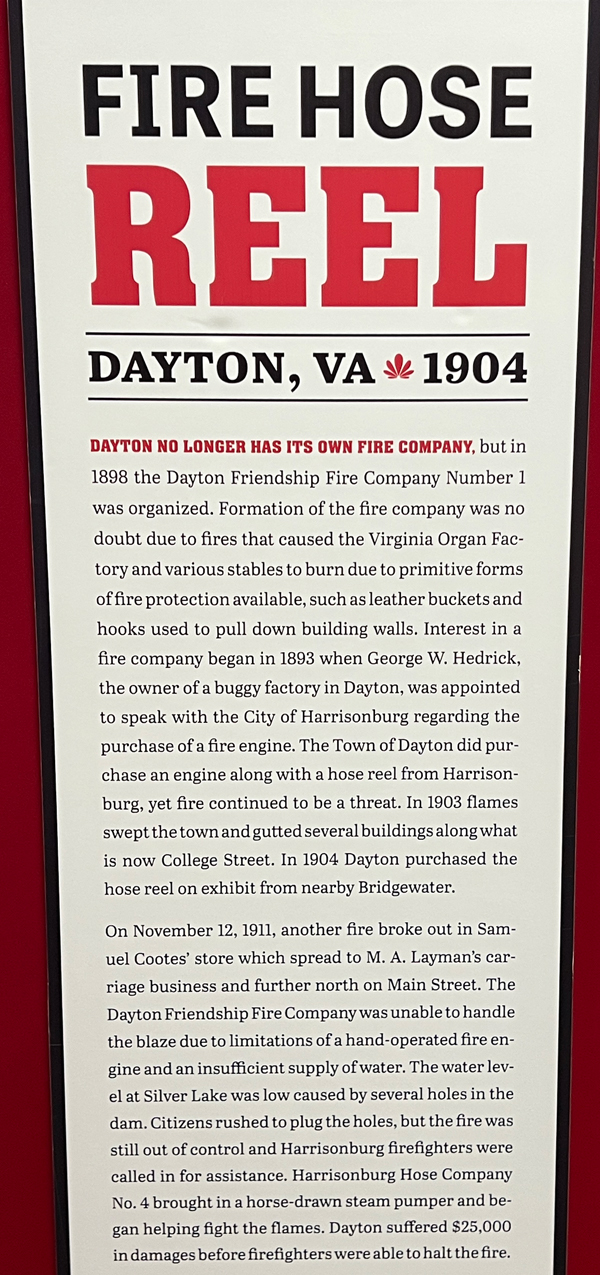 FIRE HOSE
REEL
DAYTON, VA 1904
DAYTON NO LONGER HAS ITS OWN FIRE COMPANY, but in
1898 the Dayton Friendship Fire Company Number 1
was organized. Formation of the fire company was no
doubt due to fires that caused the Virginia Organ Fac-
tory and various stables to burn due to primitive forms
of fire protection available, such as leather buckets and
hooks used to pull down building walls. Interest in a
fire company began in 1893 when George W. Hedrick,
the owner of a buggy factory in Dayton, was appointed
to speak with the City of Harrisonburg regarding the
purchase of a fire engine. The Town of Dayton did pur-
chase an engine along with a hose reel from Harrison-
burg, yet fire continued to be a threat. In 1903 flames
swept the town and gutted several buildings along what
is now College Street. In 1904 Dayton purchased the
hose reel on exhibit from nearby Bridgewater.
On November 12, 1911, another fire broke out in Sam-
uel Cootes' store which spread to M. A. Layman's car-
riage business and further north on Main Street. The
Dayton Friendship Fire Company was unable to handle
the blaze due to limitations of a hand-operated fire en-
gine and an insufficient supply of water. The water lev-
el at Silver Lake was low caused by several holes in the
dam. Citizens rushed to plug the holes, but the fire was
still out of control and Harrisonburg firefighters were
called in for assistance. Harrisonburg Hose Company
No. 4 brought in a horse-drawn steam pumper and be-
gan helping fight the flames. Dayton suffered $25,000
in damages before firefighters were able to halt the fire.